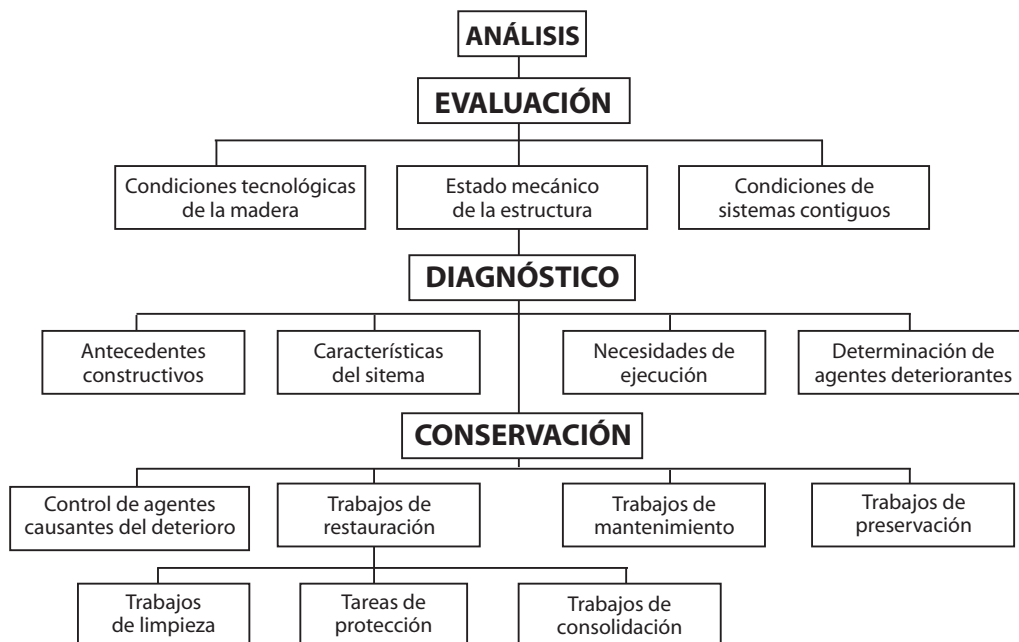 ANÁLISIS
EVALUACIÓN
Condiciones tecnológicas
de la madera
Estado mecánico
de la estructura
Condiciones de
sistemas contiguos
DIAGNÓSTICO
Antecedentes
constructivos
Características
del sitema
Necesidades de
ejecución
Determinación de
agentes deteriorantes
CONSERVACIÓN
Control de agentes
causantes del deterioro
Trabajos de
restauración
Trabajos de
mantenimiento
Trabajos de
preservación
Trabajos
de limpieza
Tareas de
protección
Trabajos de
consolidación